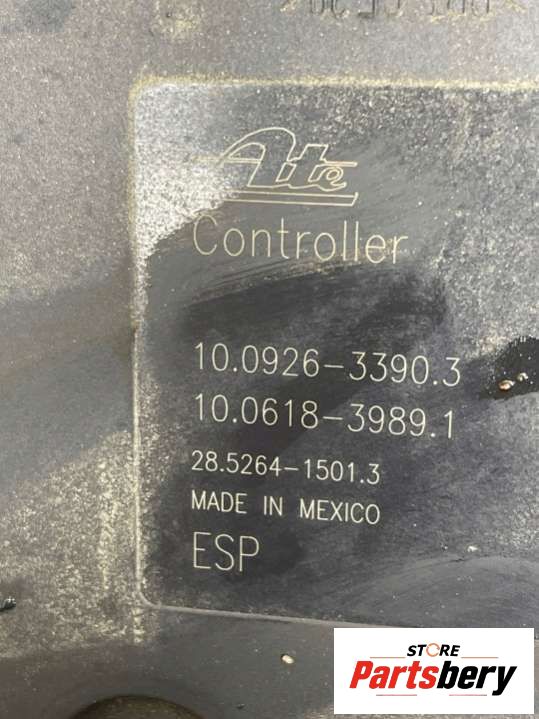 Ate
Controller
10.0926-3390.3
10.0618-3989.1
28.5264-1501.3
MADE IN MEXICO
ESP
STORE
Partsbery